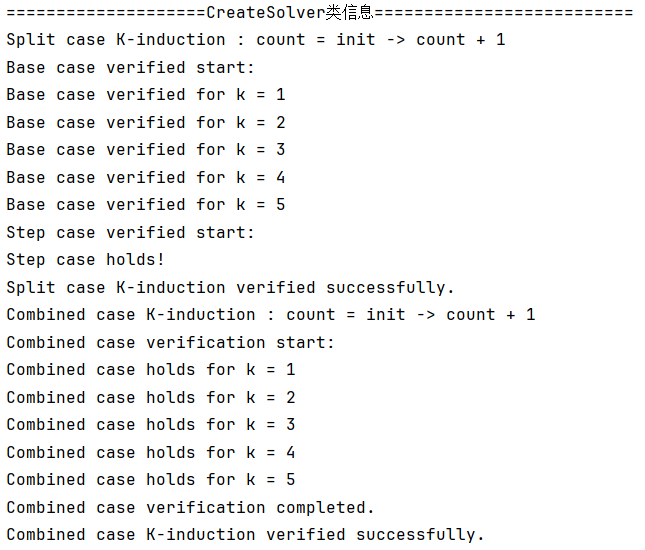 ====================CreateSolver类信息==========================
Split case K-induction : count = init -> count + 1
Base case verified start:
Base case verified for k = 1
Base case verified for k = 2
Base case verified for k = 3
Base case verified for k = 4
Base case verified for k = 5
Step case verified start:
Step case holds!
Split case K-induction verified successfully.
Combined case K-induction : count = init -> count + 1
Combined case verification start:
Combined case holds for k = 1
Combined case holds for k = 2
Combined case holds for k = 3
Combined case holds for k = 4
Combined case holds for k = 5
Combined case verification completed.
Combined case K-induction verified successfully.